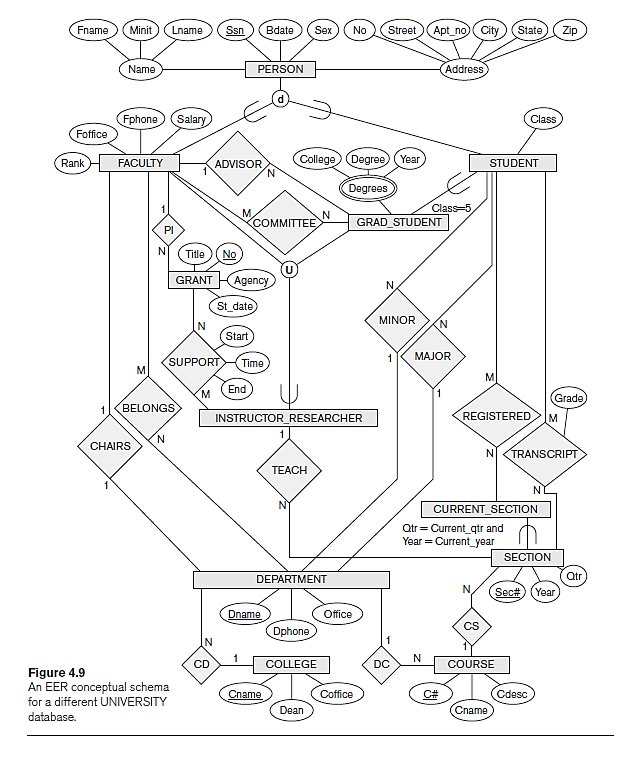 Fname Minit Lname Ssn Bdate Sex No Street Apt_no City State Zip
Name PERSON Address
d
Fphone Salary Class
Foffice
Rank FACULTY ADVISOR College Degree Year STUDENT
1 N
Degrees
Class=5
1 M COMMITTEE N GRAD_STUDENT
PI
N Title No
U
GRANT Agency
St_date
N
N Start MINOR N
SUPPORT Time 1 MAJOR
M End 1
M M
1 BELONGS INSTRUCTOR_RESEARCHER REGISTERED Grade
M
CHAIRS N 1 N TRANSCRIPT
TEACH
1 N
N CURRENT_SECTION
Qtr = Current_qtr and
Year = Current_year
SECTION
DEPARTMENT Qtr
N Sec# Year
Dname Office
Dphone CS
N 1 1
CD 1 COLLEGE DC N COURSE
Cname Coffice C# Cdesc
Dean Cname
Figure 4.9
An EER conceptual schema
for a different UNIVERSITY
database.